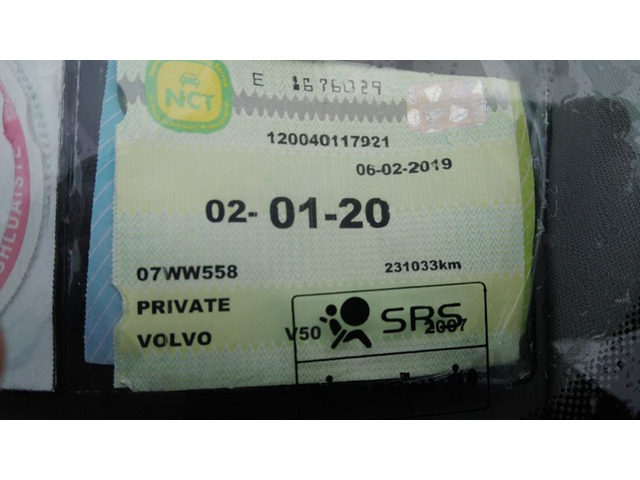 E 1676029
NCT
120040117921
06-02-2019
02-01-20
07WW558 231033km
PRIVATE
VOLVO V50 2007
SRS